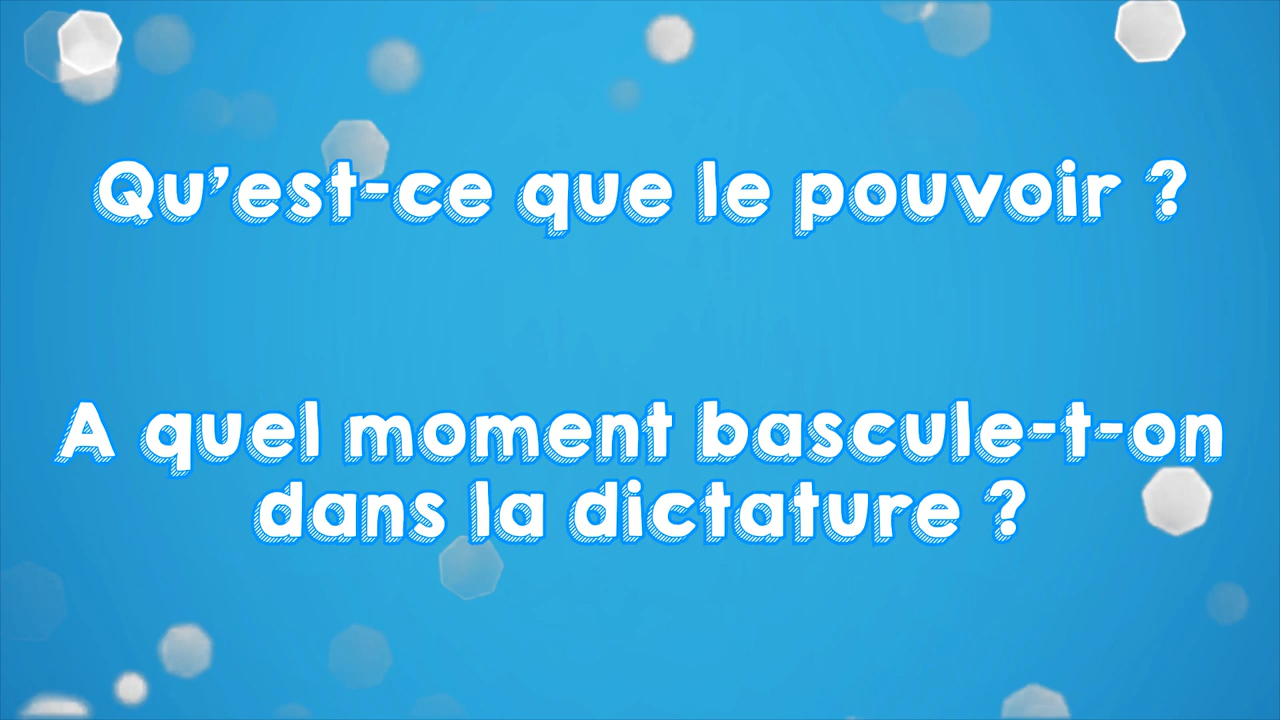 Qu’est-ce que le pouvoir ?
A quel moment bascule-t-on
dans la dictature ?